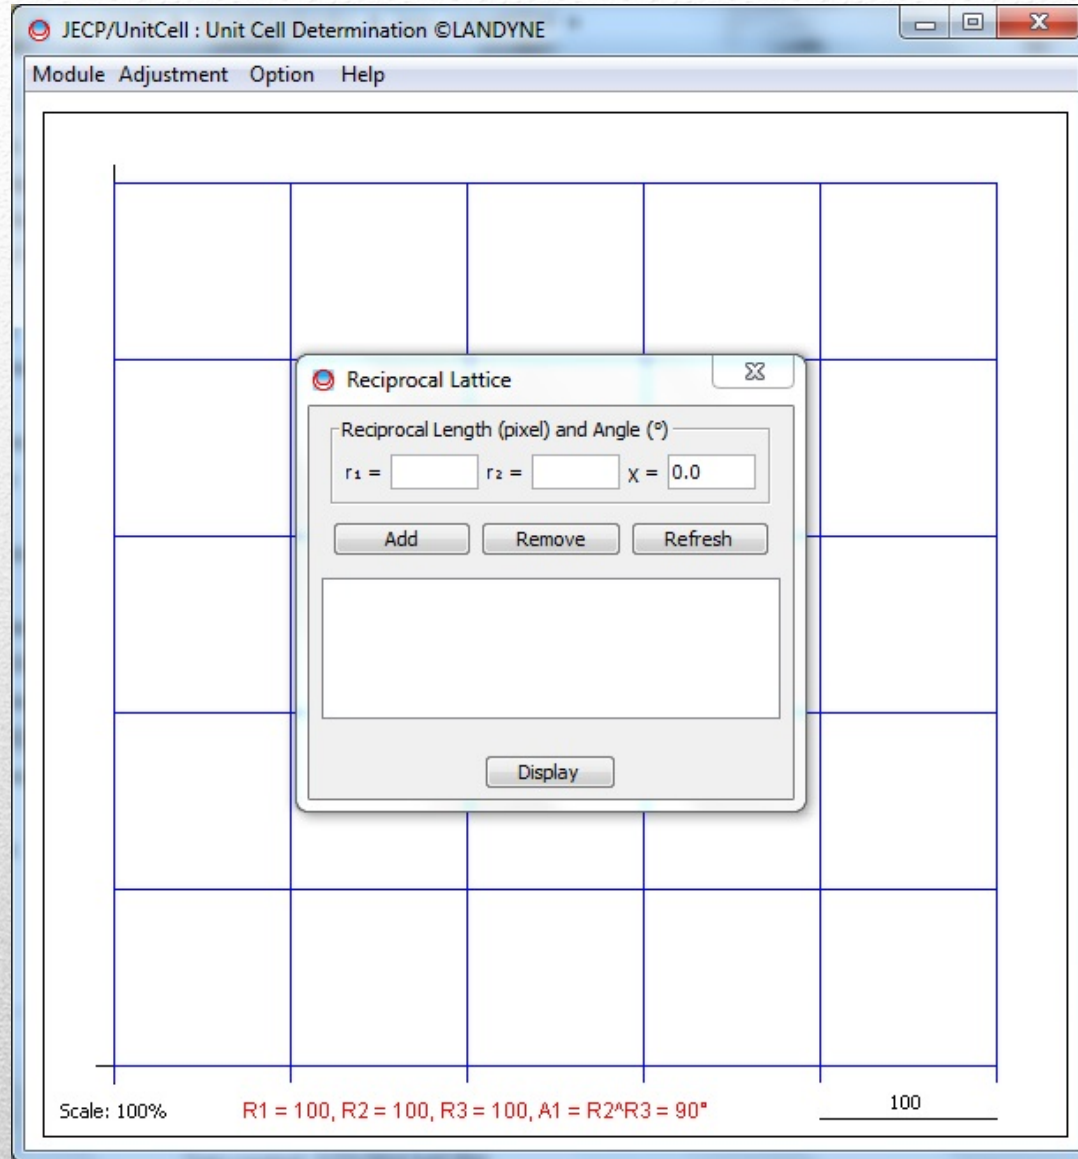 JECP/UnitCell : Unit Cell Determination ©LANDYNE
Module Adjustment Option Help
Reciprocal Lattice
Reciprocal Length (pixel) and Angle (°)
r₁ = r₂ = χ = 0.0
Add Remove Refresh
Display
Scale: 100% R1 = 100, R2 = 100, R3 = 100, A1 = R2^R3 = 90° 100